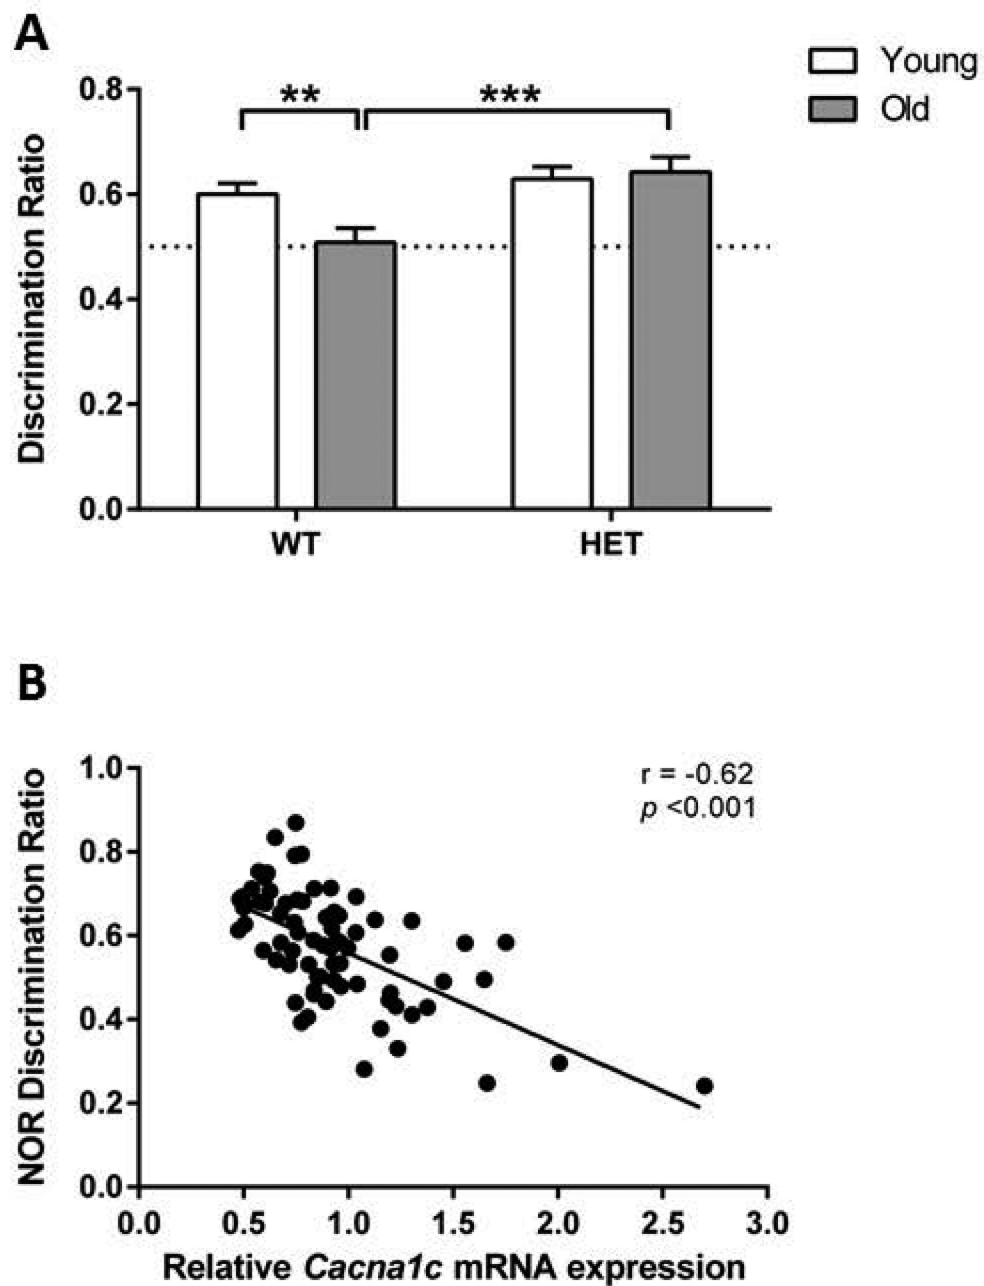 A
Young
Old
Discrimination Ratio
0.8
0.6
0.4
0.2
0.0
**
***
WT
HET
B
NOR Discrimination Ratio
1.0
0.8
0.6
0.4
0.2
0.0
r = -0.62
p <0.001
0.0 0.5 1.0 1.5 2.0 2.5 3.0
Relative Cacna1c mRNA expression